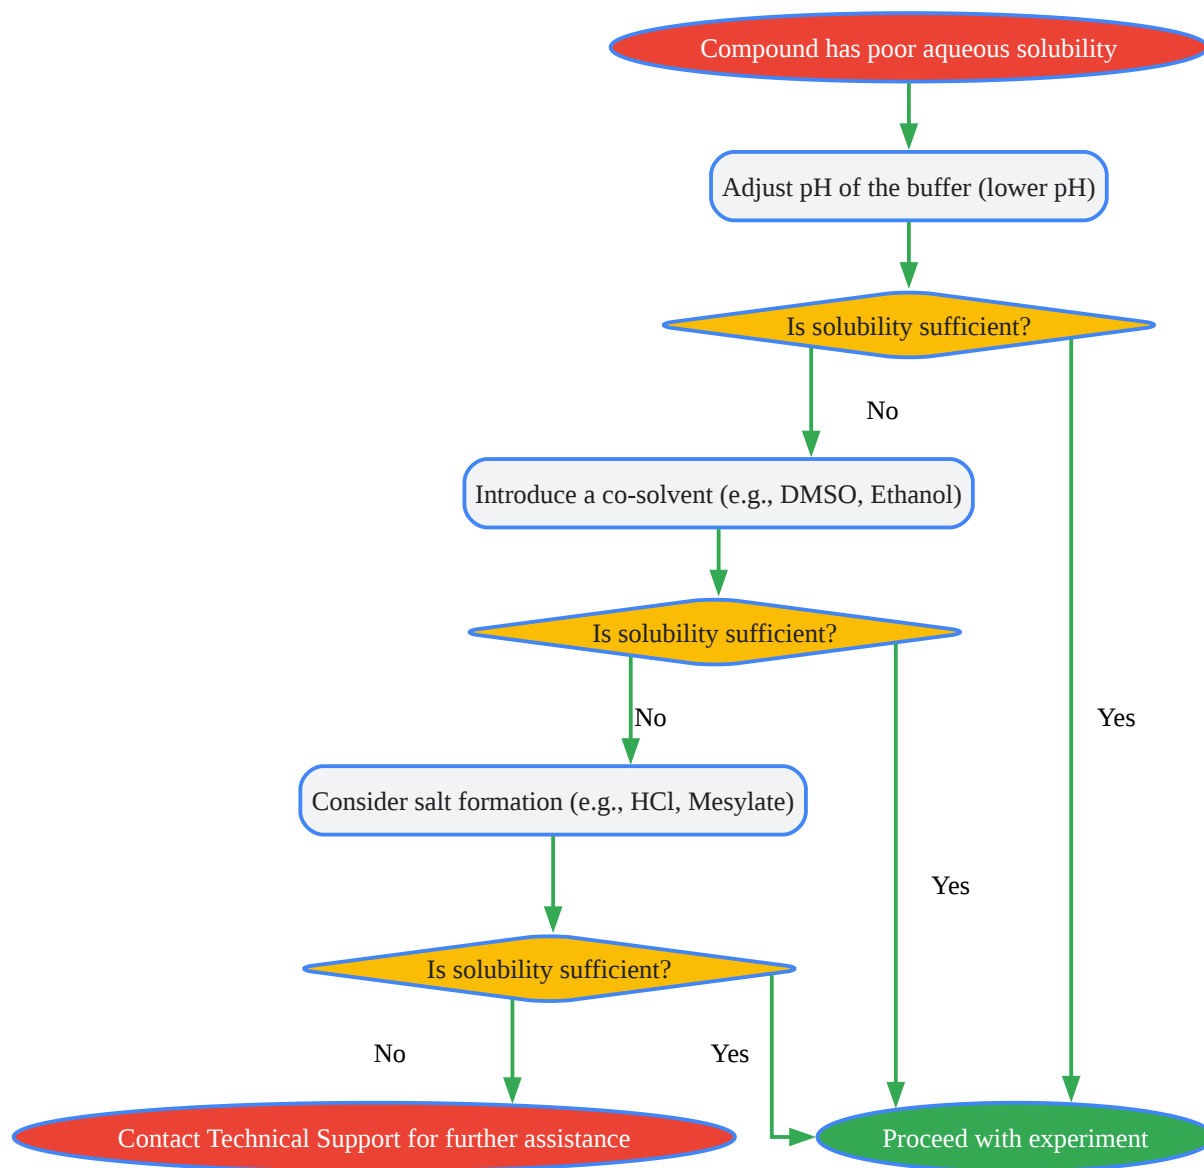 Compound has poor aqueous solubility
Adjust pH of the buffer (lower pH)
Is solubility sufficient?
No
Introduce a co-solvent (e.g., DMSO, Ethanol)
Is solubility sufficient?
No
Yes
Consider salt formation (e.g., HCl, Mesylate)
Yes
Is solubility sufficient?
No
Yes
Contact Technical Support for further assistance
Proceed with experiment